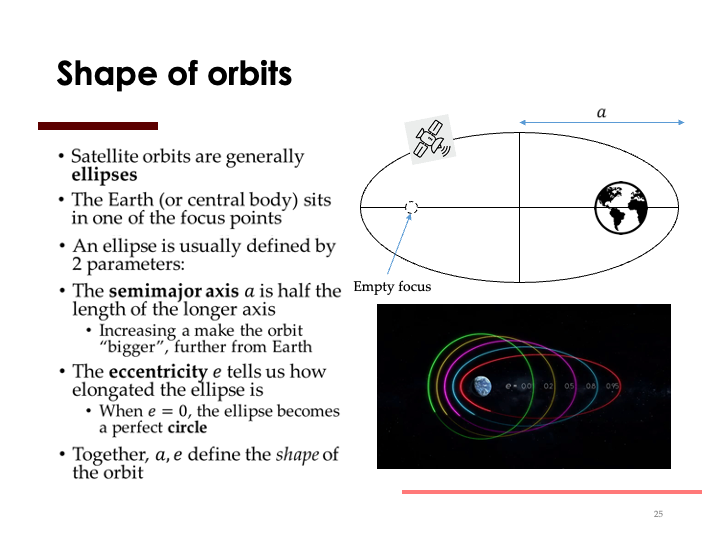 Shape of orbits
• Satellite orbits are generally
ellipses
• The Earth (or central body) sits
in one of the focus points
• An ellipse is usually defined by
2 parameters:
• The semimajor axis a is half the
length of the longer axis
• Increasing a make the orbit
“bigger”, further from Earth
• The eccentricity e tells us how
elongated the ellipse is
• When e = 0, the ellipse becomes
a perfect circle
• Together, a, e define the shape of
the orbit
a
Empty focus
e = 0.0 0.2 0.5 0.8 0.95
25